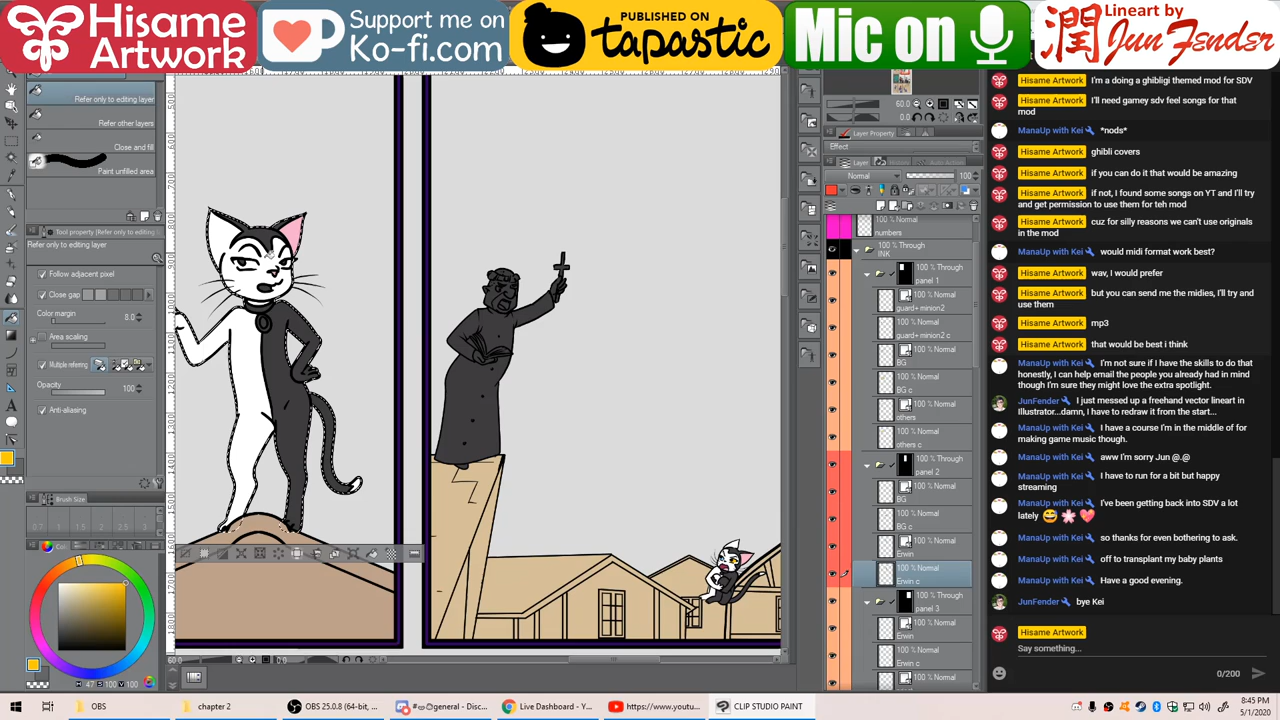 Hisame
Artwork
Support me on
Ko-fi.com
PUBLISHED ON
tapastic
Mic on
Lineart by
潤 Jun Fender
Refer only to editing layer
Refer other layers
Close and fill
Paint unfilled area
Tool property (Refer only to editing
Refer only to editing layer
Follow adjacent pixel
Close gap
Color margin 8.0
Area scaling
Multiple referring
Opacity 100
Anti-aliasing
Brush Size
0.7 1 1.5 2 2.5 3
47 S 100 V 100
60.0
0.0
Layer Property
Effect
Layer
Normal 100
100 % Normal
numbers
100 % Through
INK
100 % Through
panel 1
100 % Normal
guard+ minion2
100 % Normal
guard+ minion2 c
100 % Normal
BG
100 % Normal
BG c
100 % Normal
others
100 % Normal
others c
100 % Through
panel 2
100 % Normal
BG
100 % Normal
BG c
100 % Normal
Erwin
100 % Normal
Erwin c
100 % Through
panel 3
100 % Normal
Erwin
100 % Normal
Erwin c
100 % Normal
Hisame Artwork I'm a doing a ghibligi themed mod for SDV
Hisame Artwork I'll need gamey sdv feel songs for that
mod
ManaUp with Kei *nods*
Hisame Artwork ghibli covers
Hisame Artwork if you can do it that would be amazing
Hisame Artwork if not, I found some songs on YT and I'll try
and get permission to use them for teh mod
Hisame Artwork cuz for silly reasons we can't use originals
in the mod
ManaUp with Kei would midi format work best?
Hisame Artwork wav, I would prefer
Hisame Artwork but you can send me the midies, I'll try and
use them
Hisame Artwork mp3
Hisame Artwork that would be best i think
ManaUp with Kei I'm not sure if I have the skills to do that
honestly, I can help email the people you already had in mind
though I'm sure they might love the extra spotlight.
JunFender I just messed up a freehand vector lineart in
Illustrator...damn, I have to redraw it from the start...
ManaUp with Kei I have a course I'm in the middle of for
making game music though.
ManaUp with Kei aww I'm sorry Jun @.@
ManaUp with Kei I have to run for a bit but happy
streaming
ManaUp with Kei I've been getting back into SDV a lot
lately 😅 🌸 ❤️
ManaUp with Kei so thanks for even bothering to ask.
ManaUp with Kei off to transplant my baby plants
ManaUp with Kei Have a good evening.
JunFender bye Kei
Hisame Artwork
Say something...
0/200
OBS
chapter 2
OBS 25.0.8 (64-bit, ...
general - Disc...
Live Dashboard - Y...
https://www.youtu...
CLIP STUDIO PAINT
8:45 PM
5/1/2020